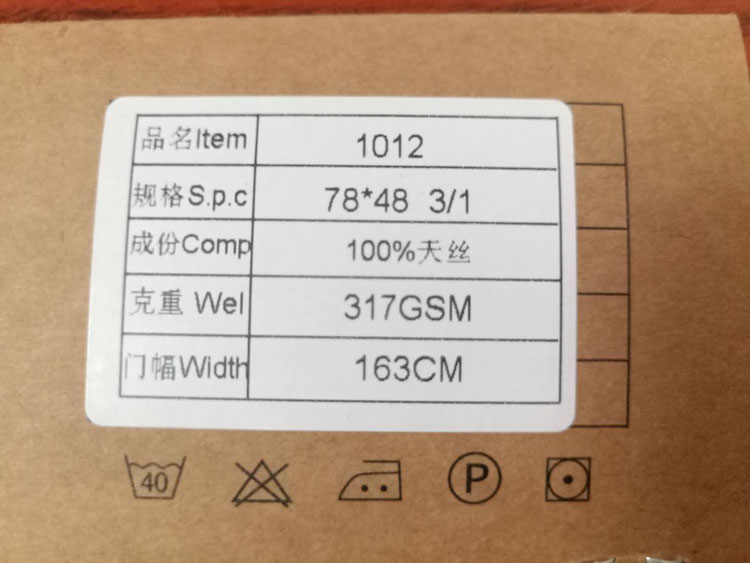 品名Item 1012
规格S.p.c 78*48 3/1
成份Comp 100%天丝
克重 Wel 317GSM
门幅Width 163CM
40 P